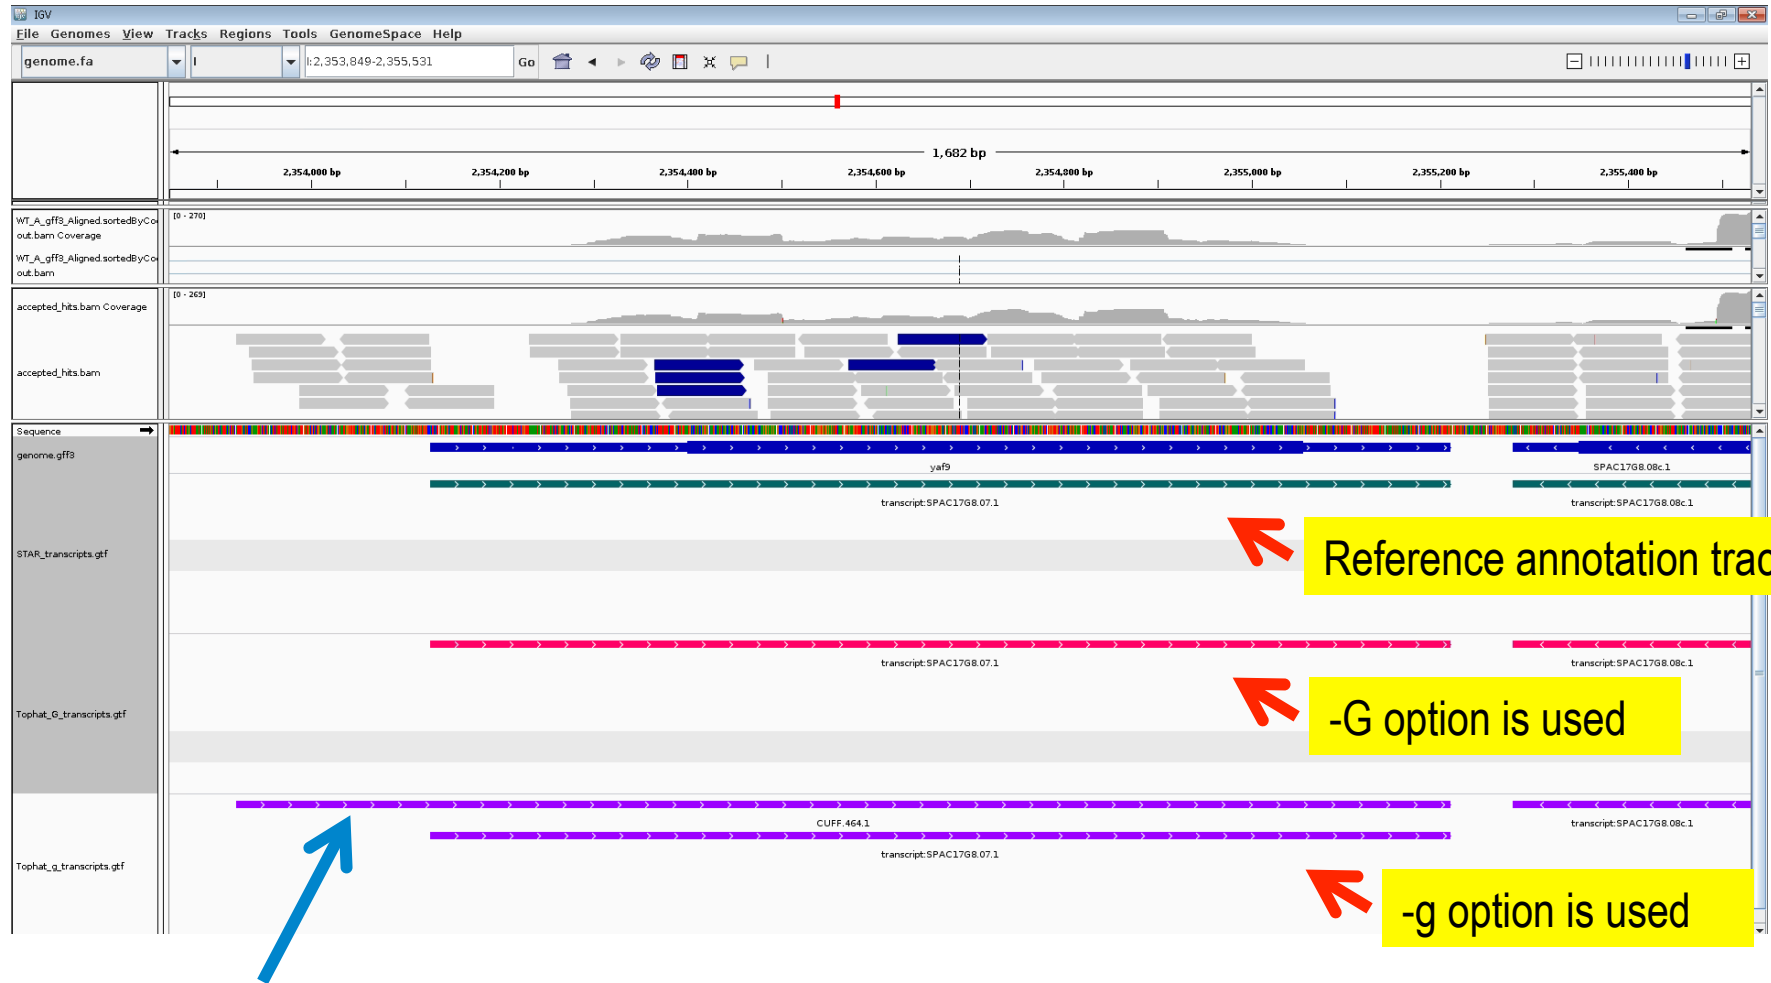 IGV
File Genomes View Tracks Regions Tools GenomeSpace Help
genome.fa I I:2,353,849-2,355,531 Go
1,682 bp
2,354,000 bp 2,354,200 bp 2,354,400 bp 2,354,600 bp 2,354,800 bp 2,355,000 bp 2,355,200 bp 2,355,400 bp
WT_A_gff3_Aligned.sortedByCo
out.bam Coverage
[0 - 270]
WT_A_gff3_Aligned.sortedByCo
out.bam
accepted_hits.bam Coverage
[0 - 269]
accepted_hits.bam
Sequence
genome.gff3
yaf9 SPAC17G8.08c.1
transcript:SPAC17G8.07.1 transcript:SPAC17G8.08c.1
STAR_transcripts.gtf
Reference annotation trac
transcript:SPAC17G8.07.1 transcript:SPAC17G8.08c.1
Tophat_G_transcripts.gtf
-G option is used
CUFF.464.1 transcript:SPAC17G8.08c.1
transcript:SPAC17G8.07.1
Tophat_g_transcripts.gtf
-g option is used